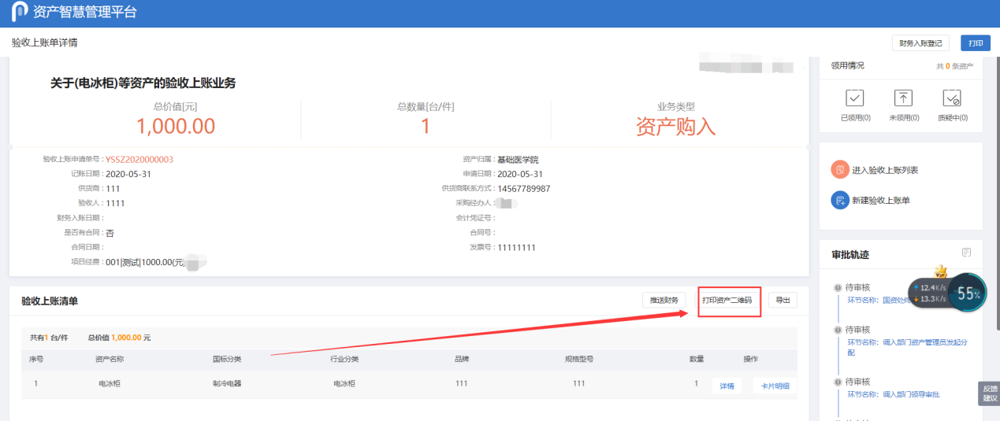 资产智慧管理平台
验收上账单详情
财务入账登记
打印
关于(电冰柜)等资产的验收上账业务
总价值[元]
1,000.00
总数量[台/件]
1
业务类型
资产购入
验收上账申请单号：YSSZ2020000003
资产归属：基础医学院
记账日期：2020-05-31
申请日期：2020-05-31
供货商：111
供货商联系方式：14567789987
验收人：1111
采购经办人：
财务入账日期：
会计凭证号：
是否有合同：否
合同号：
合同日期：
发票号：11111111
项目经费：001|测试|1000.00(元)
领用情况
共 0 条资产
已领用(0)
未领用(0)
质疑中(0)
进入验收上账列表
新建验收上账单
审批轨迹
待审核
环节名称：国资处
12.4K/s
13.3K/s
55%
待审核
环节名称：调入部门资产管理员发起分
配
待审核
环节名称：调入部门领导审批
反馈
建议
验收上账清单
推送财务
打印资产二维码
导出
共有1 台/件 总价值 1,000.00 元
序号 资产名称 国标分类 行业分类 品牌 规格型号 数量 操作
1 电冰柜 制冷电器 电冰柜 111 111 1 详情 卡片明细